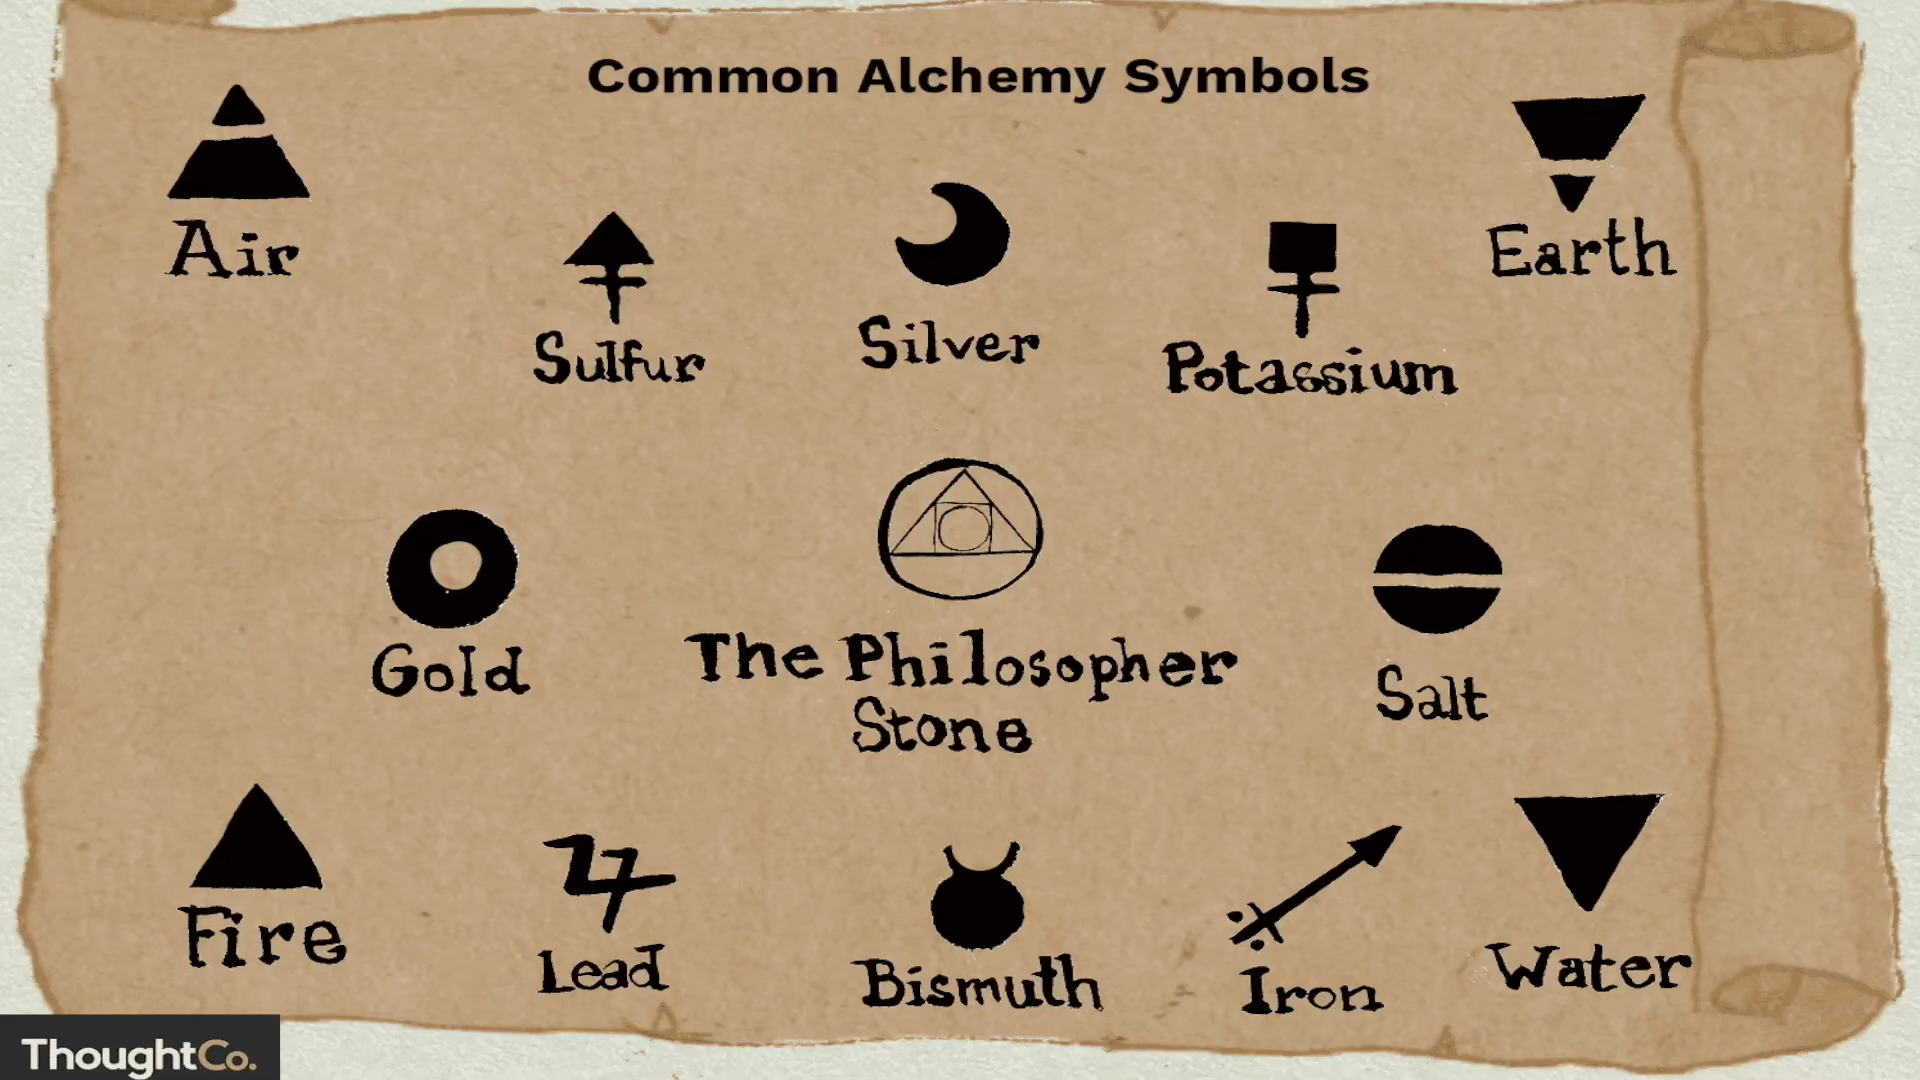 Common Alchemy Symbols
Air
Sulfur
Silver
Potassium
Earth
Gold
The Philosopher
Stone
Salt
Fire
Lead
Bismuth
Iron
Water
ThoughtCo.